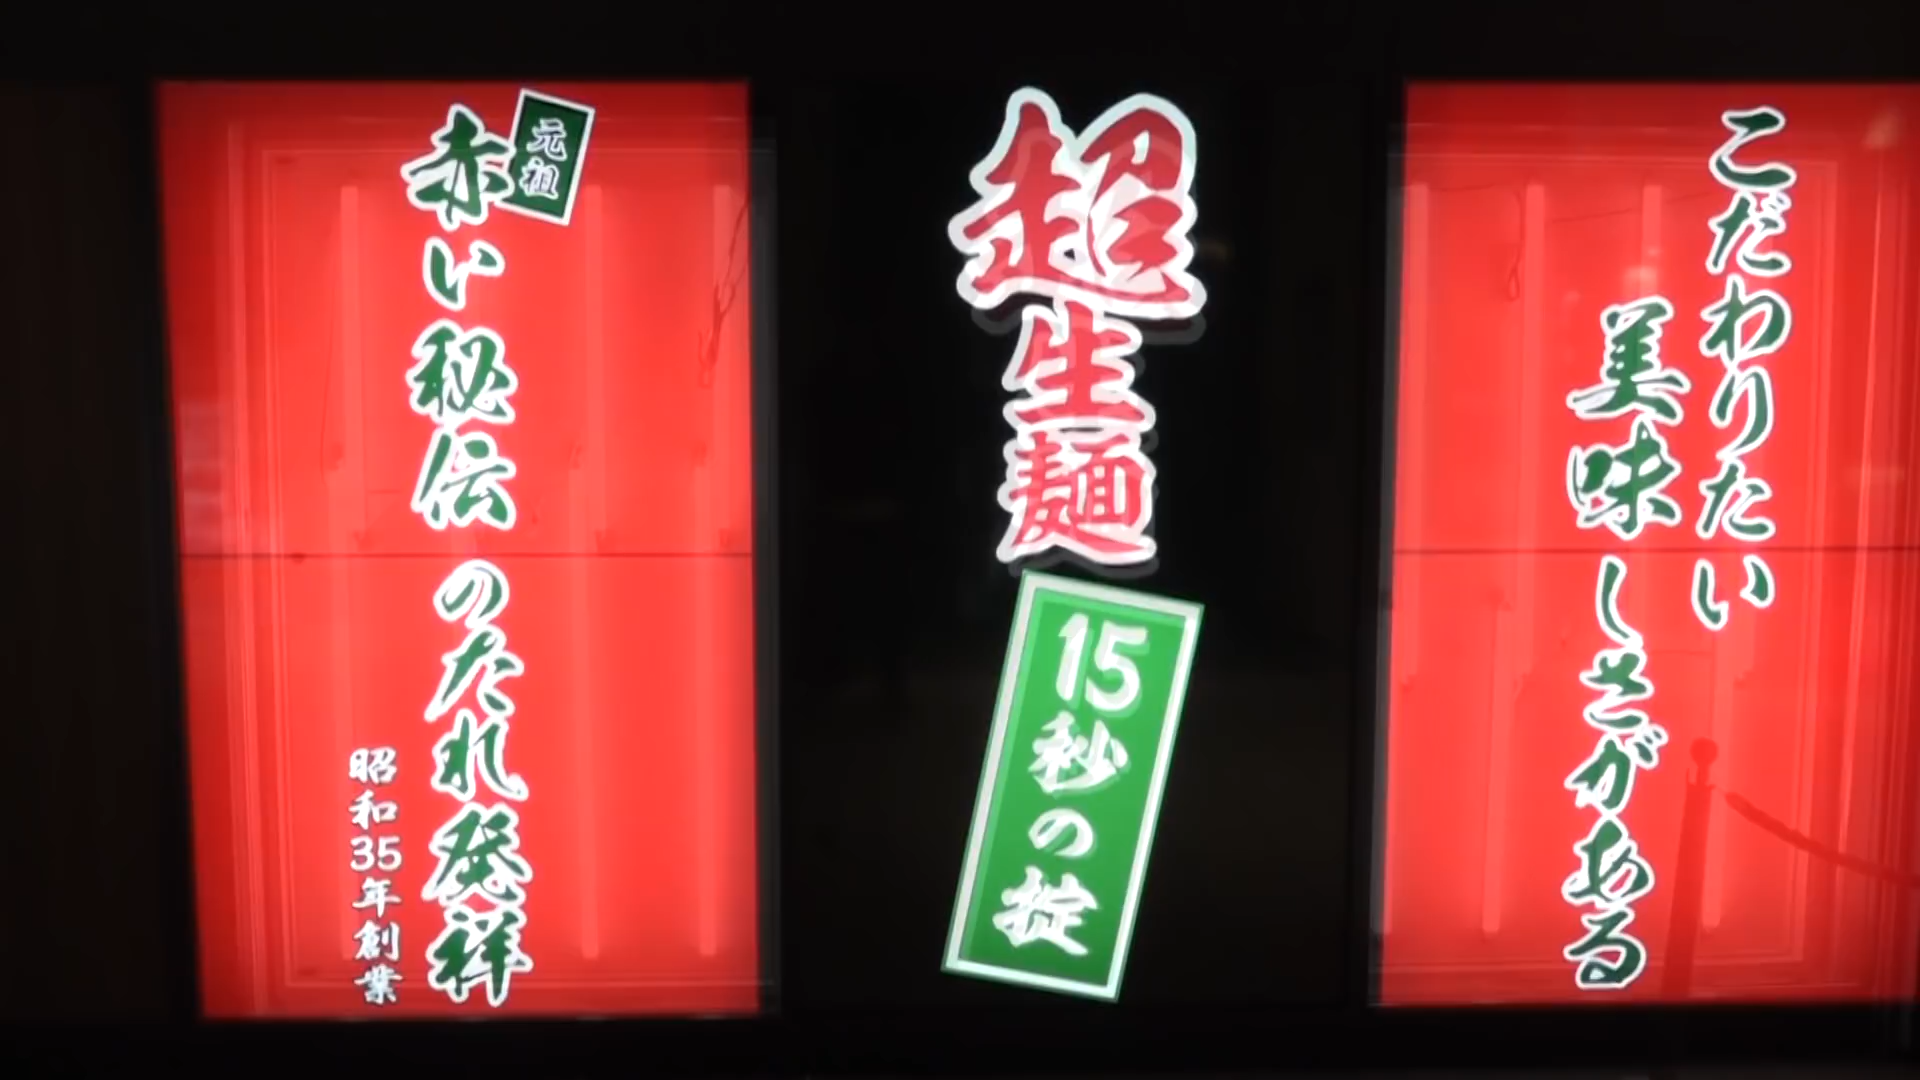 こだわりたい
美味しさがある
超生麺
15秒の掟
元祖
赤い秘伝のたれ発祥
昭和35年創業